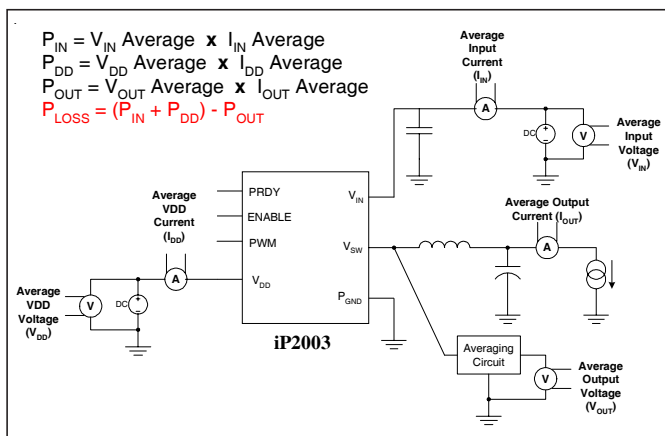 P_IN = V_IN Average x I_IN Average
P_DD = V_DD Average x I_DD Average
P_OUT = V_OUT Average x I_OUT Average
P_LOSS = (P_IN + P_DD) - P_OUT
Average
Input
Current
(I_IN)
A
DC
V
Average
Input
Voltage
(V_IN)
Average
VDD
Current
(I_DD)
A
PRDY
ENABLE
PWM
V_DD
V_IN
V_SW
P_GND
iP2003
Average Output
Current (I_OUT)
A
Average
VDD
Voltage
(V_DD)
V
DC
Averaging
Circuit
V
Average
Output
Voltage
(V_OUT)